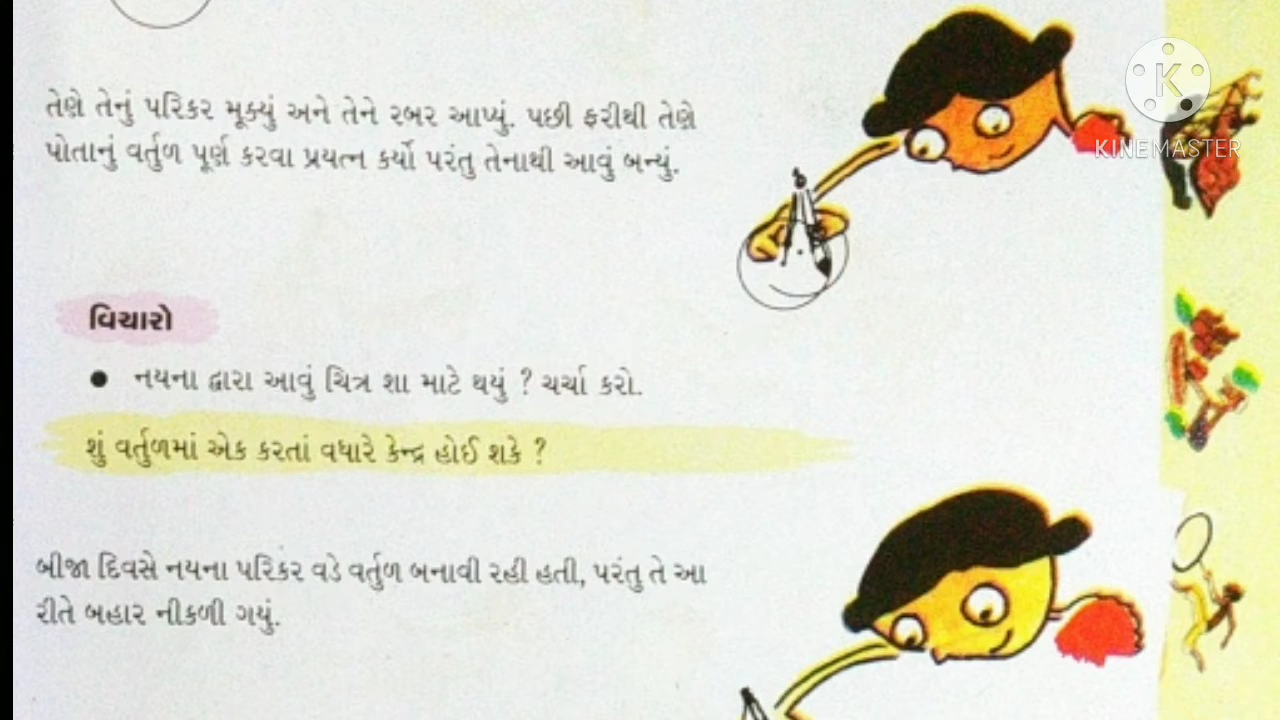 તેણે તેનું પરિકર મૂક્યું અને તેને રબર આપ્યું. પછી ફરીથી તેણે
પોતાનું વર્તુળ પૂર્ણ કરવા પ્રયત્ન કર્યો પરંતુ તેનાથી આવું બન્યું.
વિચારો
● નયના દ્વારા આવું ચિત્ર શા માટે થયું ? ચર્ચા કરો.
શું વર્તુળમાં એક કરતાં વધારે કેન્દ્ર હોઈ શકે ?
બીજા દિવસે નયના પરિકર વડે વર્તુળ બનાવી રહી હતી, પરંતુ તે આ
રીતે બહાર નીકળી ગયું.
K
KINEMASTER